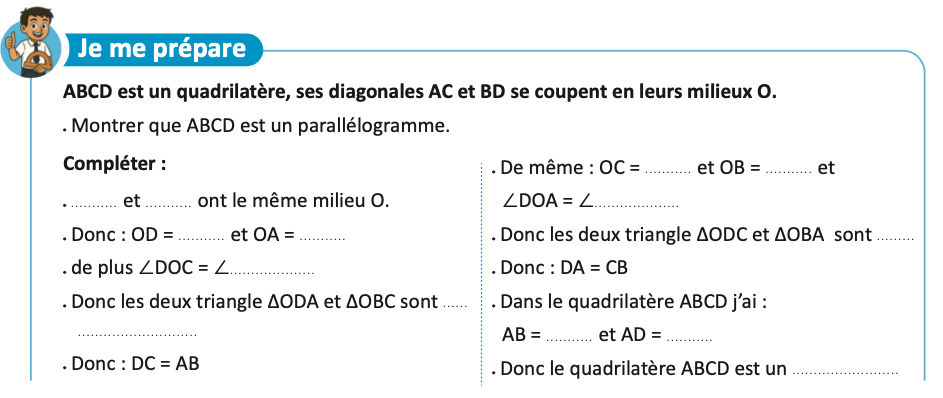 Je me prépare
ABCD est un quadrilatère, ses diagonales AC et BD se coupent en leurs milieux O.
. Montrer que ABCD est un parallélogramme.
Compléter :
. ........... et ........... ont le même milieu O.
. Donc : OD = ........... et OA = ...........
. de plus ∠DOC = ∠....................
. Donc les deux triangle ΔODA et ΔOBC sont ......
............................
. Donc : DC = AB
. De même : OC = ........... et OB = ........... et
∠DOA = ∠....................
. Donc les deux triangle ΔODC et ΔOBA sont .........
. Donc : DA = CB
. Dans le quadrilatère ABCD j’ai :
AB = ........... et AD = ...........
. Donc le quadrilatère ABCD est un .........................